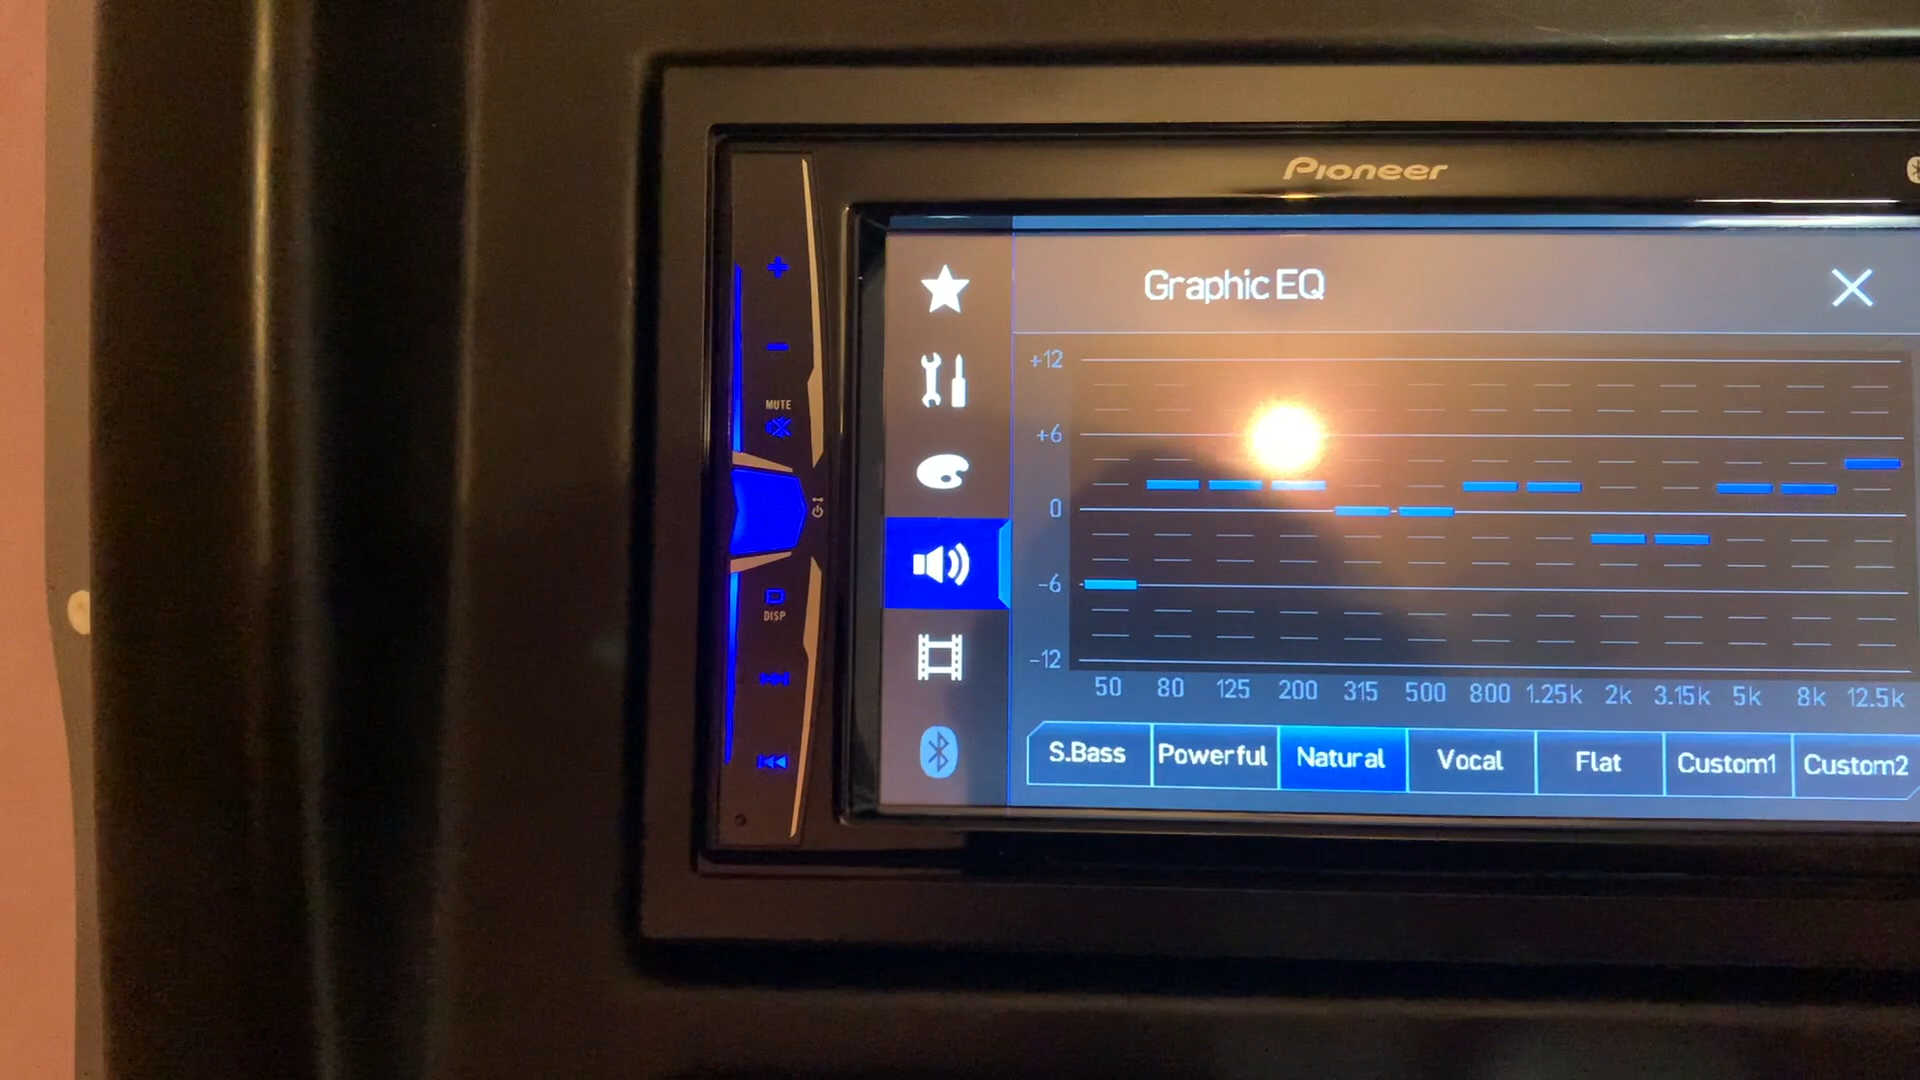 Pioneer
MUTE
DISP
Graphic EQ
+12
+6
0
-6
-12
50 80 125 200 315 500 800 1.25k 2k 3.15k 5k 8k 12.5k
S.Bass Powerful Natural Vocal Flat Custom1 Custom2